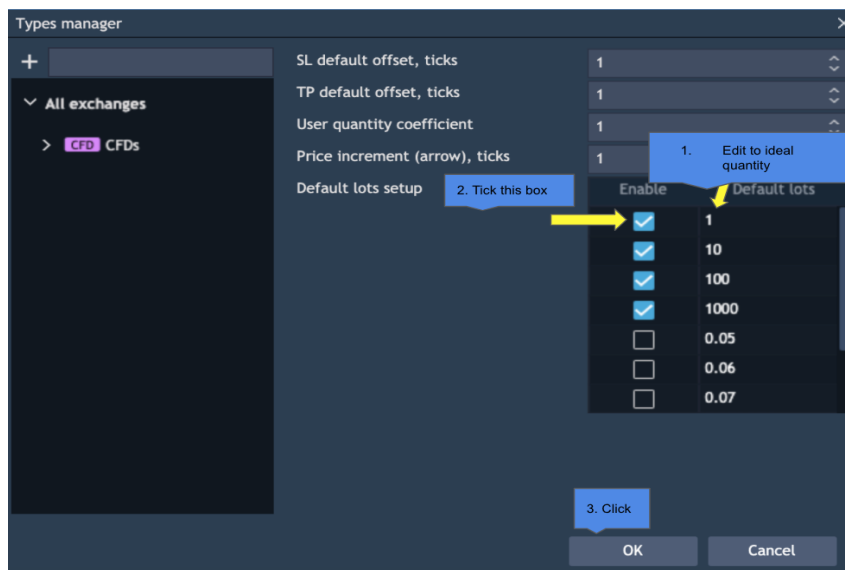 Types manager
+
All exchanges
CFD CFDs
SL default offset, ticks 1
TP default offset, ticks 1
User quantity coefficient 1
Price increment (arrow), ticks 1
1. Edit to ideal
quantity
Default lots setup
2. Tick this box
Enable Default lots
1
10
100
1000
0.05
0.06
0.07
3. Click
OK Cancel